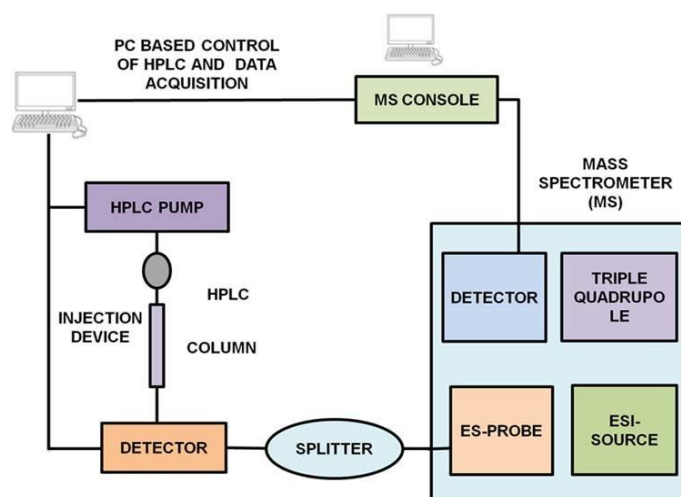 PC BASED CONTROL
OF HPLC AND DATA
ACQUISITION
MS CONSOLE
MASS
SPECTROMETER
(MS)
HPLC PUMP
HPLC
INJECTION
DEVICE
COLUMN
DETECTOR
TRIPLE
QUADRUPO
LE
DETECTOR
SPLITTER
ES-PROBE
ESI-
SOURCE